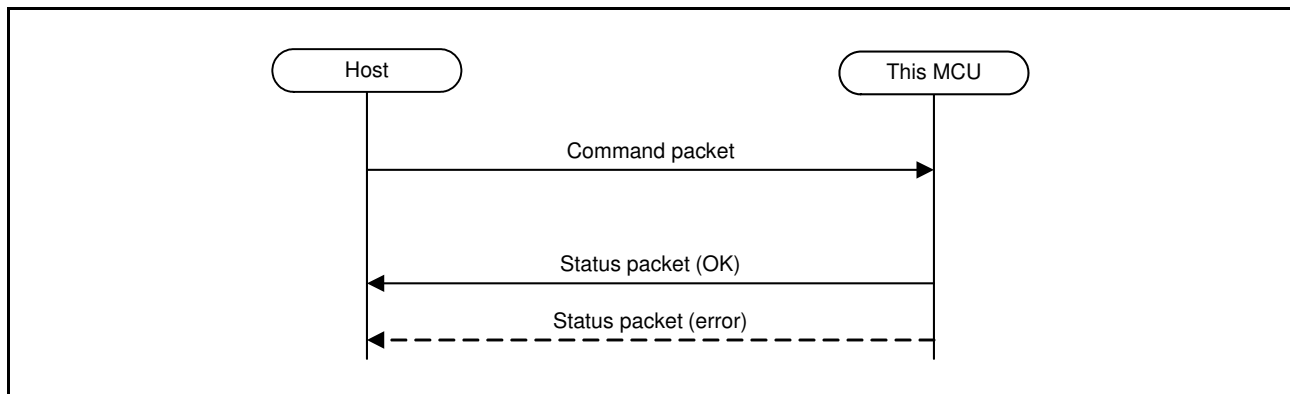 Host
This MCU
Command packet
Status packet (OK)
Status packet (error)